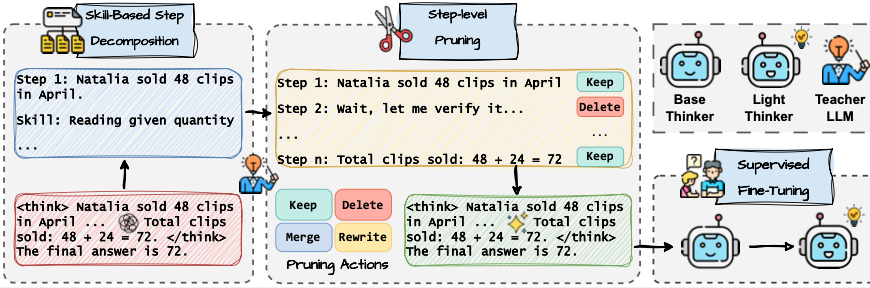 Skill-Based Step
Decomposition
Step 1: Natalia sold 48 clips
in April.
Skill: Reading given quantity
...
<think> Natalia sold 48 clips
in April ... Total clips
sold: 48 + 24 = 72. </think>
The final answer is 72.
Step-level
Pruning
Step 1: Natalia sold 48 clips in April
Keep
Step 2: Wait, let me verify it...
Delete
...
...
Step n: Total clips sold: 48 + 24 = 72
Keep
Keep
Delete
Merge
Rewrite
Pruning Actions
<think> Natalia sold 48 clips
in April ... Total clips
sold: 48 + 24 = 72. </think>
The final answer is 72.
Base
Thinker
Light
Thinker
Teacher
LLM
?
Supervised
Fine-Tuning